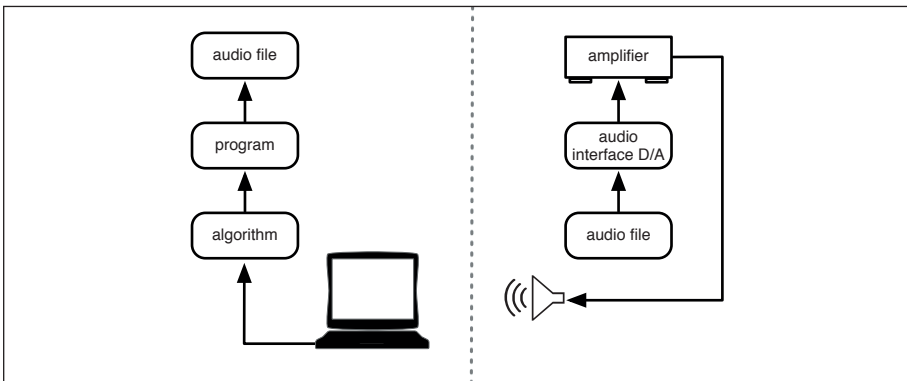 audio file
program
algorithm
amplifier
audio
interface D/A
audio file